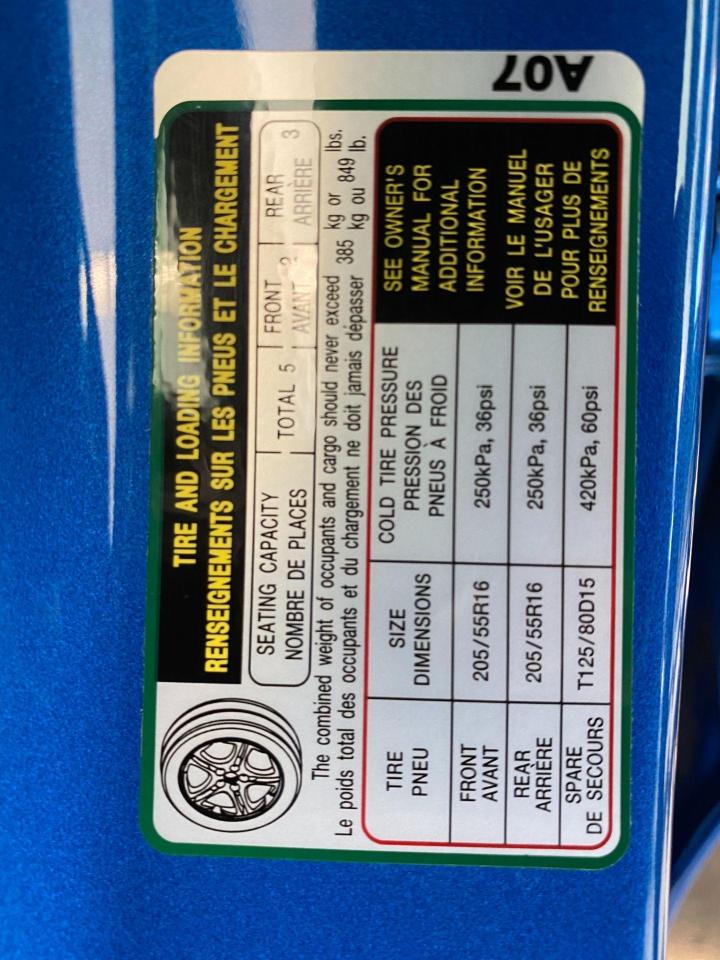 A07
TIRE AND LOADING INFORMATION
RENSEIGNEMENTS SUR LES PNEUS ET LE CHARGEMENT
SEATING CAPACITY TOTAL 5 FRONT 2 REAR 3
NOMBRE DE PLACES AVANT ARRIÈRE
The combined weight of occupants and cargo should never exceed 385 kg or lbs.
Le poids total des occupants et du chargement ne doit jamais dépasser kg ou 849 lb.
TIRE SIZE COLD TIRE PRESSURE
PNEU DIMENSIONS PRESSION DES
PNEUS À FROID
FRONT 205/55R16 250kPa, 36psi
AVANT
REAR 205/55R16 250kPa, 36psi
ARRIÈRE
SPARE T125/80D15 420kPa, 60psi
DE SECOURS
SEE OWNER'S
MANUAL FOR
ADDITIONAL
INFORMATION
VOIR LE MANUEL
DE L'USAGER
POUR PLUS DE
RENSEIGNEMENTS